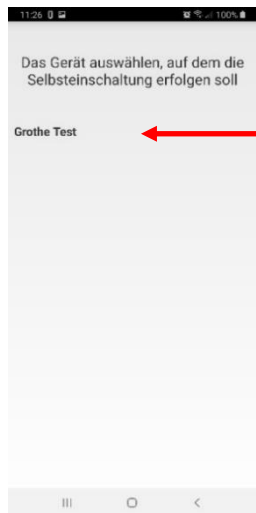 11:26 100%
Das Gerät auswählen, auf dem die
Selbsteinschaltung erfolgen soll
Grothe Test